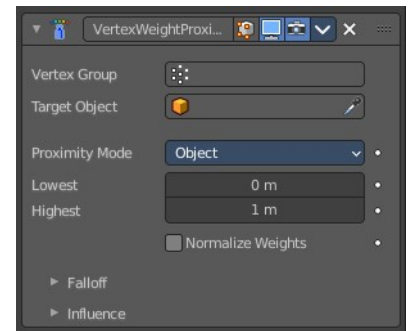 VertexWeightProxi...
Vertex Group
Target Object
Proximity Mode Object
Lowest 0 m
Highest 1 m
Normalize Weights
Falloff
Influence